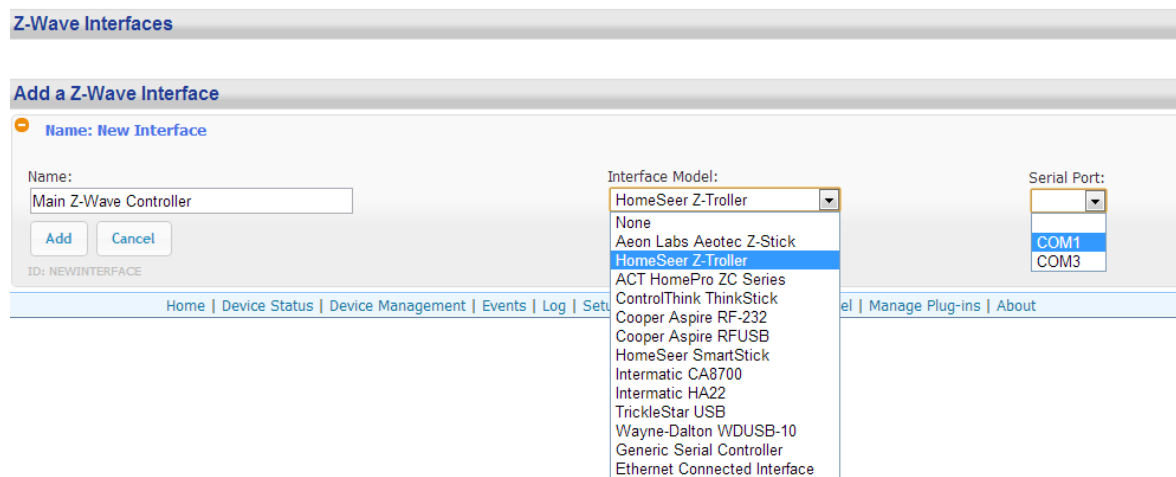 Z-Wave Interfaces
Add a Z-Wave Interface
Name: New Interface
Name:
Main Z-Wave Controller
Add
Cancel
ID: NEWINTERFACE
Interface Model:
HomeSeer Z-Troller
None
Aeon Labs Aeotec Z-Stick
HomeSeer Z-Troller
ACT HomePro ZC Series
ControlThink ThinkStick
Cooper Aspire RF-232
Cooper Aspire RFUSB
HomeSeer SmartStick
Intermatic CA8700
Intermatic HA22
TrickleStar USB
Wayne-Dalton WDUSB-10
Generic Serial Controller
Ethernet Connected Interface
Serial Port:
COM1
COM3
Home | Device Status | Device Management | Events | Log | Setu el | Manage Plug-ins | About